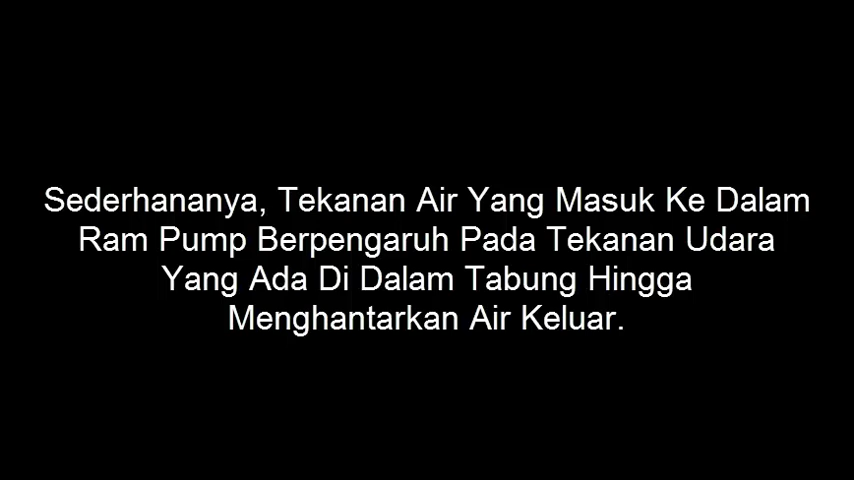 Sederhananya, Tekanan Air Yang Masuk Ke Dalam
Ram Pump Berpengaruh Pada Tekanan Udara
Yang Ada Di Dalam Tabung Hingga
Menghantarkan Air Keluar.